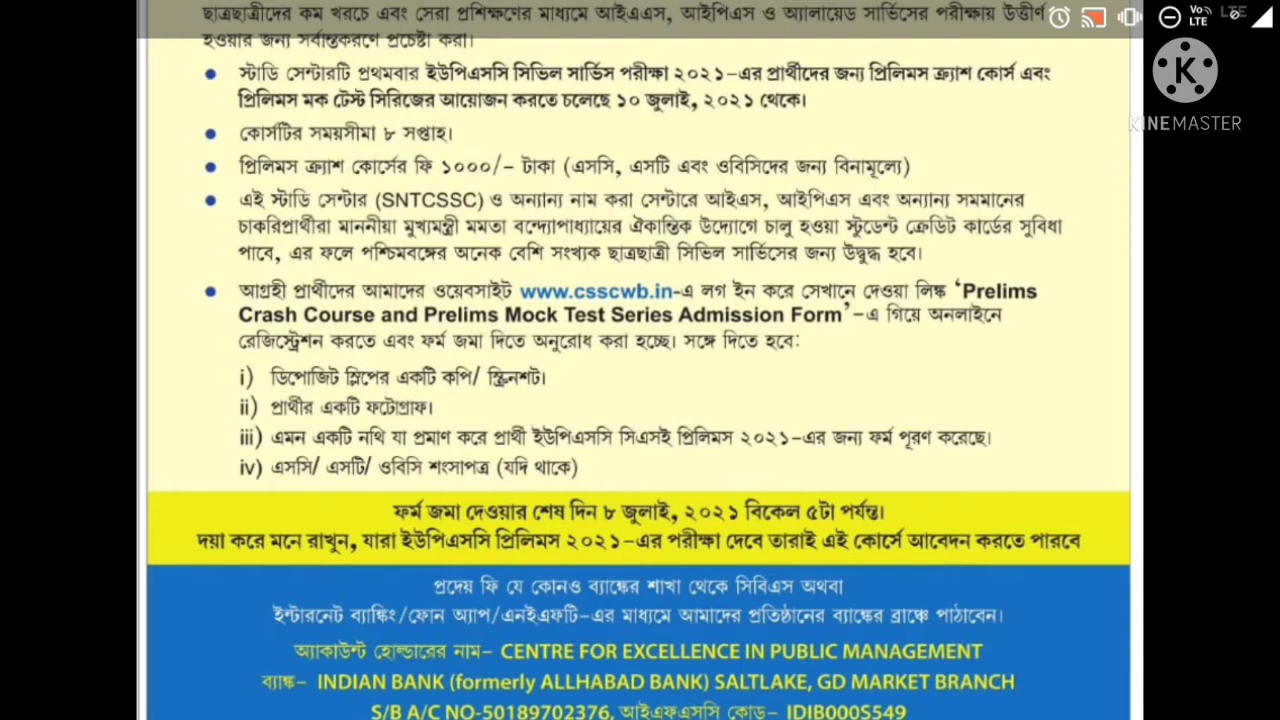 ছাত্রছাত্রীদের কম খরচে এবং সেরা প্রশিক্ষণের মাধ্যমে আইএএস, আইপিএস ও অ্যালায়েড সার্ভিসের পরীক্ষায় উত্তীর্ণ
হওয়ার জন্য সর্বান্তকরণে প্রচেষ্টা করা।
Vo LTE
LTE
K
KINEMASTER
• স্টাডি সেন্টারটি প্রথমবার ইউপিএসসি সিভিল সার্ভিস পরীক্ষা ২০২১-এর প্রার্থীদের জন্য প্রিলিমস ক্র্যাশ কোর্স এবং
প্রিলিমস মক টেস্ট সিরিজের আয়োজন করতে চলেছে ১০ জুলাই, ২০২১ থেকে।
• কোর্সটির সময়সীমা ৮ সপ্তাহ।
• প্রিলিমস ক্র্যাশ কোর্সের ফি ১০০০/- টাকা (এসসি, এসটি এবং ওবিসিদের জন্য বিনামূল্যে)
• এই স্টাডি সেন্টার (SNTCSSC) ও অন্যান্য নাম করা সেন্টারে আইএস, আইপিএস এবং অন্যান্য সমমানের
চাকরিপ্রার্থীরা মাননীয়া মুখ্যমন্ত্রী মমতা বন্দ্যোপাধ্যায়ের ঐকান্তিক উদ্যোগে চালু হওয়া স্টুডেন্ট ক্রেডিট কার্ডের সুবিধা
পাবে, এর ফলে পশ্চিমবঙ্গের অনেক বেশি সংখ্যক ছাত্রছাত্রী সিভিল সার্ভিসের জন্য উদ্বুদ্ধ হবে।
• আগ্রহী প্রার্থীদের আমাদের ওয়েবসাইট www.csscwb.in-এ লগ ইন করে সেখানে দেওয়া লিঙ্ক ‘Prelims
Crash Course and Prelims Mock Test Series Admission Form’-এ গিয়ে অনলাইনে
রেজিস্ট্রেশন করতে এবং ফর্ম জমা দিতে অনুরোধ করা হচ্ছে। সঙ্গে দিতে হবে:
i) ডিপোজিট স্লিপের একটি কপি/ স্ক্রিনশট।
ii) প্রার্থীর একটি ফটোগ্রাফ।
iii) এমন একটি নথি যা প্রমাণ করে প্রার্থী ইউপিএসসি সিএসই প্রিলিমস ২০২১-এর জন্য ফর্ম পূরণ করেছে।
iv) এসসি/ এসটি/ ওবিসি শংসাপত্র (যদি থাকে)
ফর্ম জমা দেওয়ার শেষ দিন ৮ জুলাই, ২০২১ বিকেল ৫টা পর্যন্ত।
দয়া করে মনে রাখুন, যারা ইউপিএসসি প্রিলিমস ২০২১-এর পরীক্ষা দেবে তারাই এই কোর্সে আবেদন করতে পারবে
প্রদেয় ফি যে কোনও ব্যাঙ্কের শাখা থেকে সিবিএস অথবা
ইন্টারনেট ব্যাঙ্কিং/ফোন অ্যাপ/এনইএফটি-এর মাধ্যমে আমাদের প্রতিষ্ঠানের ব্যাঙ্কের ব্রাঞ্চে পাঠাবেন।
অ্যাকাউন্ট হোল্ডারের নাম- CENTRE FOR EXCELLENCE IN PUBLIC MANAGEMENT
ব্যাঙ্ক- INDIAN BANK (formerly ALLHABAD BANK) SALTLAKE, GD MARKET BRANCH
S/B A/C NO-50189702376, আইএফএসসি কোড- IDIB000S549